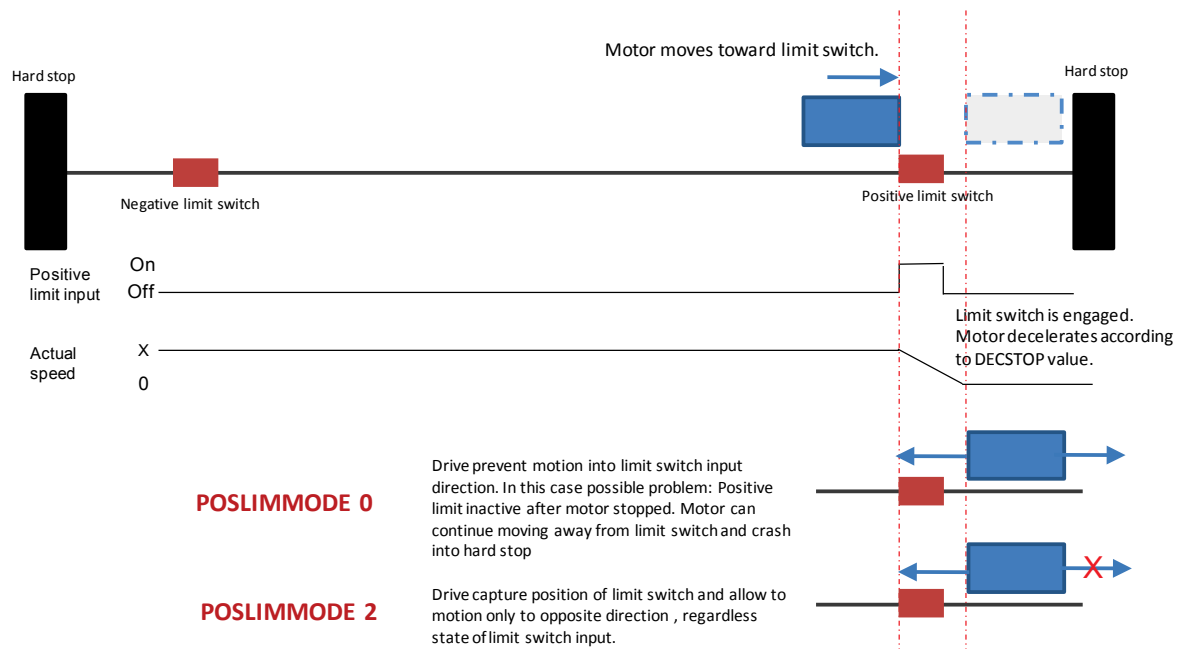 Motor moves toward limit switch.
Hard stop
Hard stop
Negative limit switch
Positive limit switch
Positive
limit input
On
Off
Limit switch is engaged.
Motor decelerates according
to DECSTOP value.
Actual
speed
X
0
POSLIMMODE 0
Drive prevent motion into limit switch input
direction. In this case possible problem: Positive
limit inactive after motor stopped. Motor can
continue moving away from limit switch and crash
into hard stop
X
POSLIMMODE 2
Drive capture position of limit switch and allow to
motion only to opposite direction , regardless
state of limit switch input.